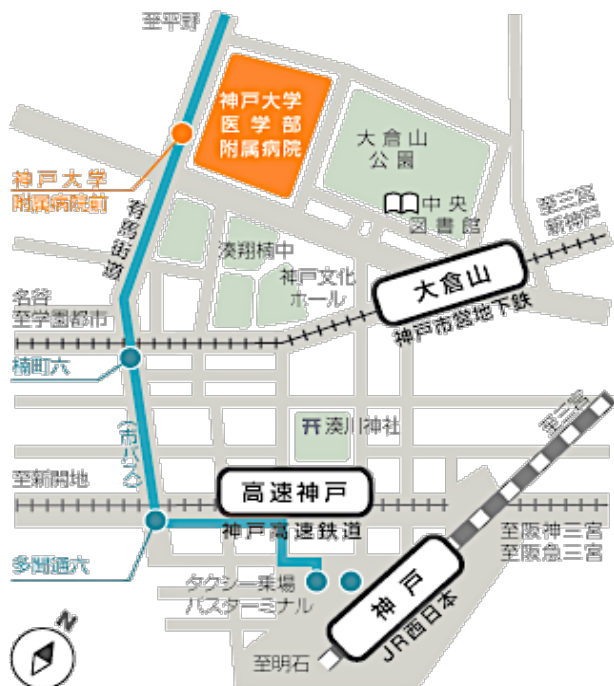 至平野
神戸大学
医学部
附属病院
大倉山
公園
神戸大学
附属病院前
中央
図書館
至三宮
新神戸
有馬街道
湊翔楠中
神戸文化
ホール
大倉山
神戸市営地下鉄
名谷
至学園都市
楠町六
(市バス)
湊川神社
至三宮
至新開地
高速神戸
神戸高速鉄道
至阪神三宮
至阪急三宮
多聞通六
タクシー乗場
バスターミナル
神戸
JR西日本
至明石
N